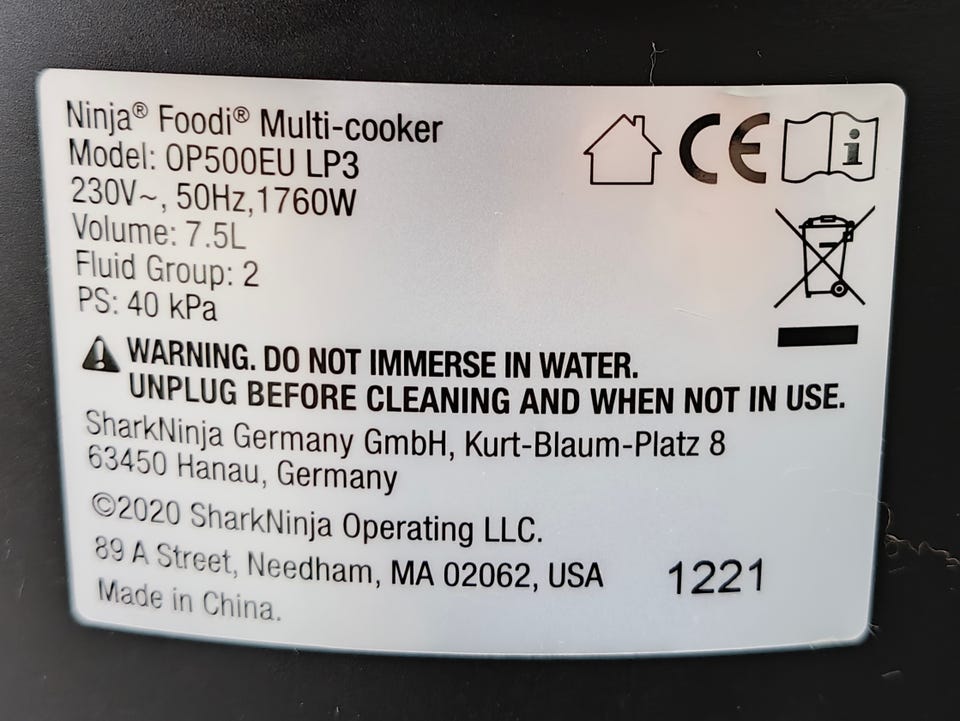 Ninja® Foodi® Multi-cooker
Model: OP500EU LP3
230V~, 50Hz,1760W
Volume: 7.5L
Fluid Group: 2
PS: 40 kPa
CE
i
WARNING. DO NOT IMMERSE IN WATER.
UNPLUG BEFORE CLEANING AND WHEN NOT IN USE.
SharkNinja Germany GmbH, Kurt-Blaum-Platz 8
63450 Hanau, Germany
©2020 SharkNinja Operating LLC.
89 A Street, Needham, MA 02062, USA
1221
Made in China.